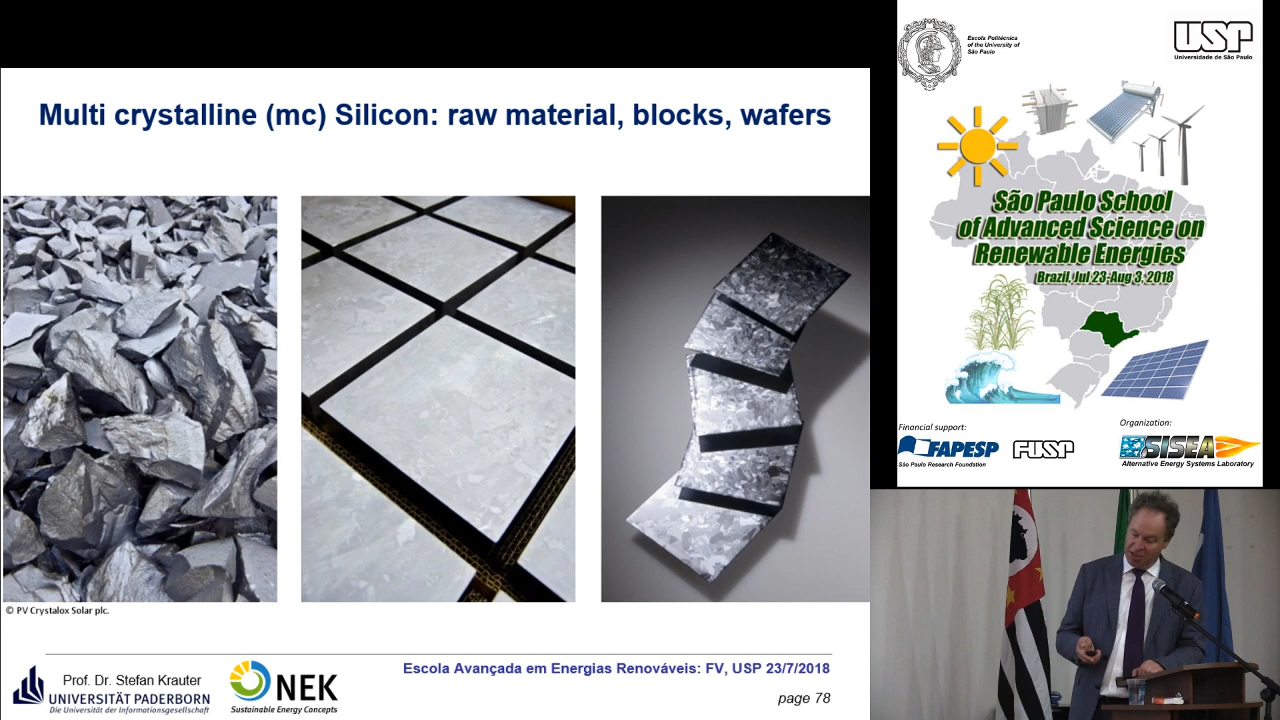 Multi crystalline (mc) Silicon: raw material, blocks, wafers
© PV Crystalox Solar plc.
Prof. Dr. Stefan Krauter
UNIVERSITÄT PADERBORN
Die Universität der Informationsgesellschaft
NEK
Sustainable Energy Concepts
Escola Avançada em Energias Renováveis: FV, USP 23/7/2018
page 78
Escola Politécnica
of the University of
São Paulo
USP
Universidade de São Paulo
São Paulo School
of Advanced Science on
Renewable Energies
Brazil, Jul 23-Aug 3, 2018
Financial support:
FAPESP
São Paulo Research Foundation
FUSP
Organization:
SISEA
Alternative Energy Systems Laboratory